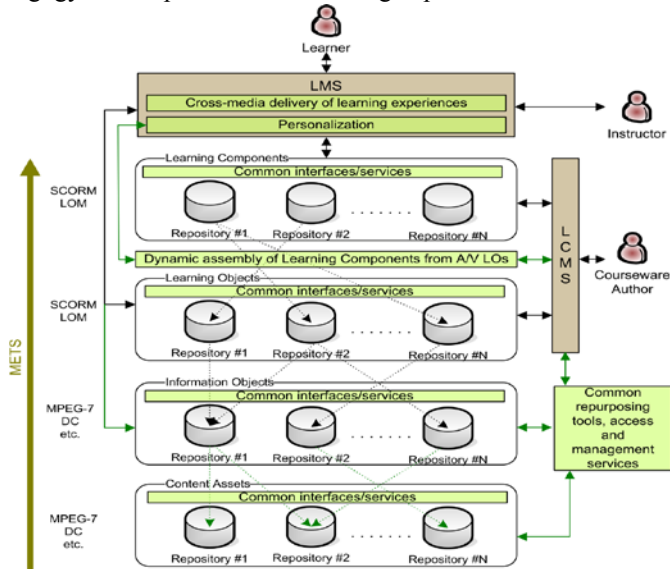 Learner
LMS
Cross-media delivery of learning experiences
Personalization
Instructor
Learning Components
Common interfaces/services
SCORM
LOM
Repository #1
Repository #2
Repository #N
Dynamic assembly of Learning Components from A/V LOs
LCMS
Courseware
Author
Learning Objects
Common interfaces/services
SCORM
LOM
Repository #1
Repository #2
Repository #N
METS
Information Objects
Common interfaces/services
MPEG-7
DC
etc.
Repository #1
Repository #2
Repository #N
Common
repurposing
tools, access
and
management
services
Content Assets
Common interfaces/services
MPEG-7
DC
etc.
Repository #1
Repository #2
Repository #N